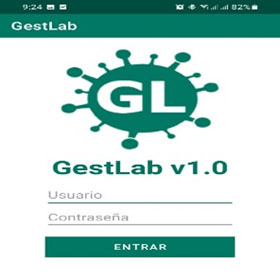 9:24 82%
GestLab
GL
GestLab v1.0
Usuario
Contraseña
ENTRAR